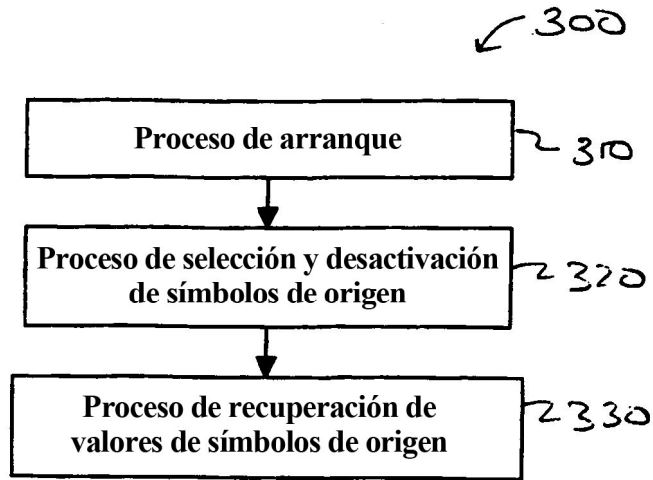 300
Proceso de arranque
310
Proceso de selección y desactivación
de símbolos de origen
320
Proceso de recuperación de
valores de símbolos de origen
330